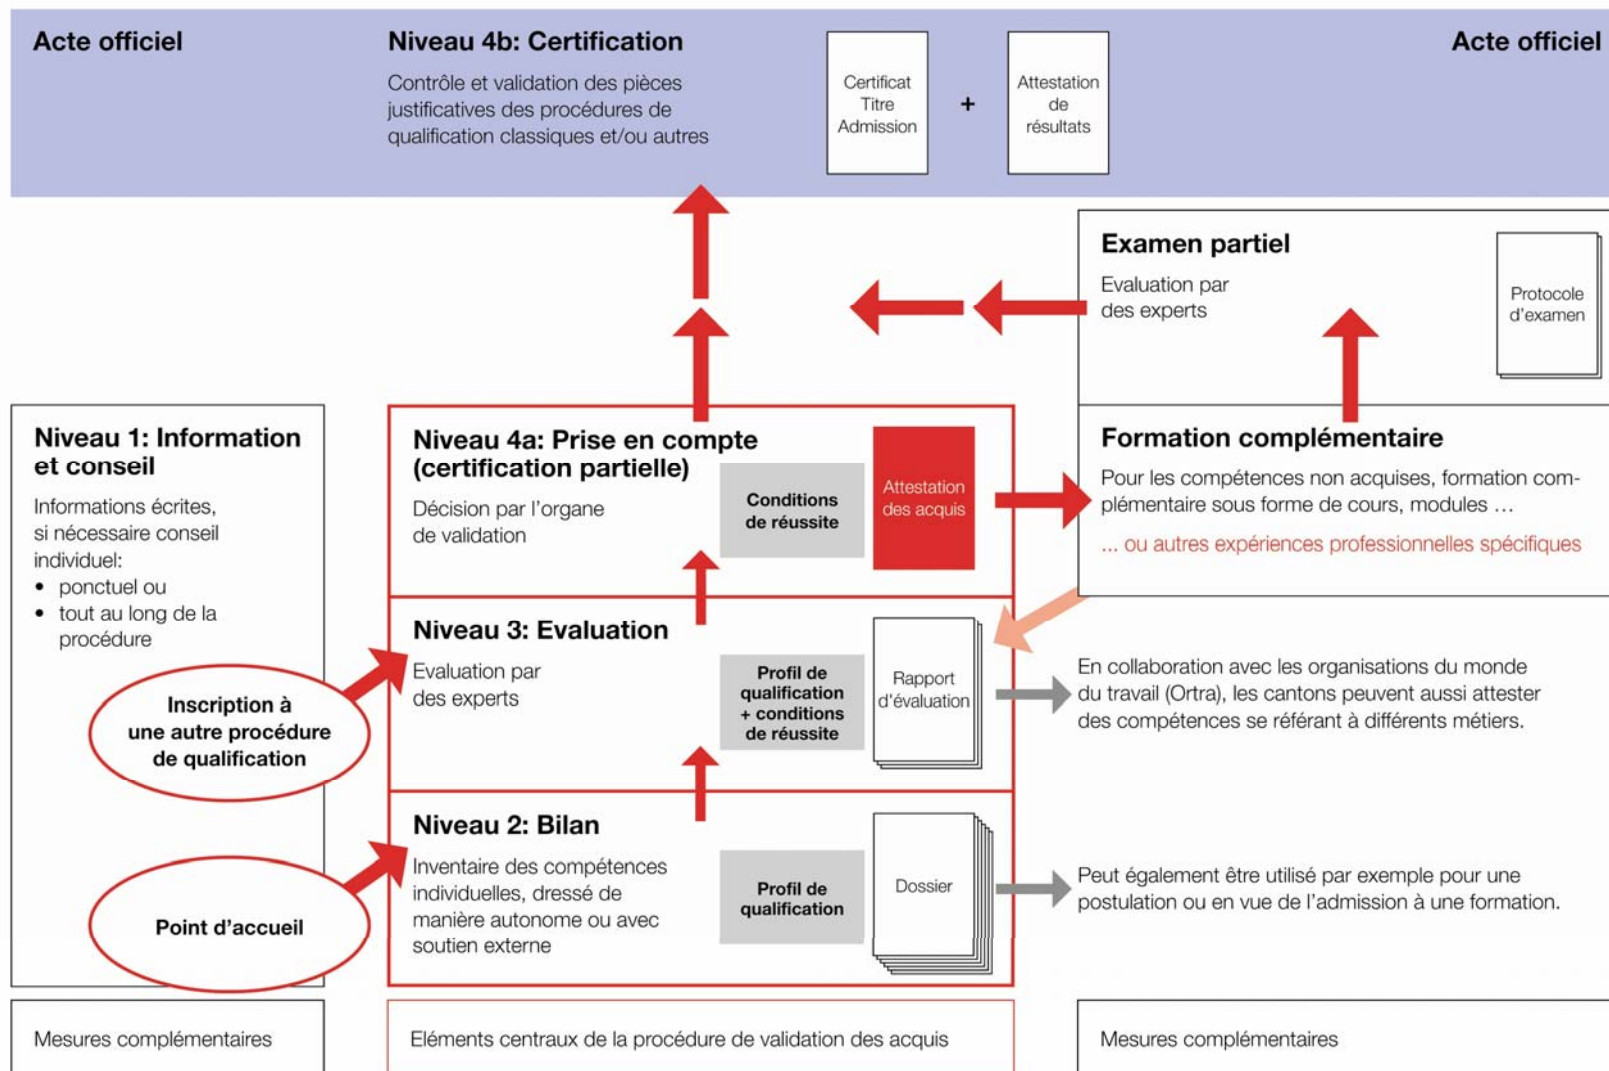 Acte officiel
Niveau 4b: Certification
Contrôle et validation des pièces
justificatives des procédures de
qualification classiques et/ou autres
Certificat
Titre
Admission
+
Attestation
de
résultats
Acte officiel
Examen partiel
Evaluation par
des experts
Protocole
d'examen
Niveau 1: Information
et conseil
Informations écrites,
si nécessaire conseil
individuel:
• ponctuel ou
• tout au long de la
procédure
Inscription à
une autre procédure
de qualification
Point d'accueil
Niveau 4a: Prise en compte
(certification partielle)
Décision par l'organe
de validation
Conditions
de réussite
Attestation
des acquis
Formation complémentaire
Pour les compétences non acquises, formation com-
plémentaire sous forme de cours, modules …
... ou autres expériences professionnelles spécifiques
Niveau 3: Evaluation
Evaluation par
des experts
Profil de
qualification
+ conditions
de réussite
Rapport
d'évaluation
En collaboration avec les organisations du monde
du travail (Ortra), les cantons peuvent aussi attester
des compétences se référant à différents métiers.
Niveau 2: Bilan
Inventaire des compétences
individuelles, dressé de
manière autonome ou avec
soutien externe
Profil de
qualification
Dossier
Peut également être utilisé par exemple pour une
postulation ou en vue de l'admission à une formation.
Mesures complémentaires
Eléments centraux de la procédure de validation des acquis
Mesures complémentaires